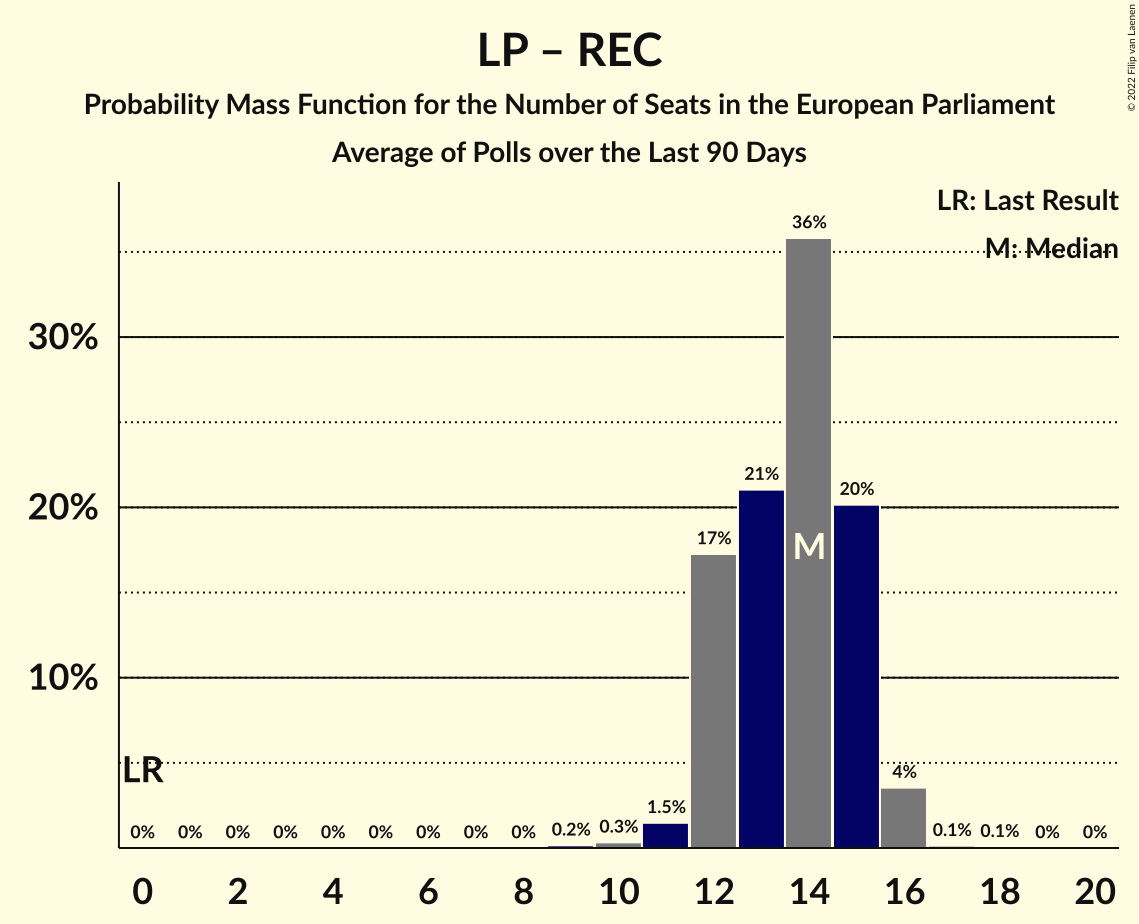 LP – REC
Probability Mass Function for the Number of Seats in the European Parliament
Average of Polls over the Last 90 Days
© 2022 Filip van Laenen
LR: Last Result
M: Median
36%
30%
21%
20%
20%
17%
M
10%
LR
4%
1.5%
0% 0% 0% 0% 0% 0% 0% 0% 0% 0.2% 0.3% 0.1% 0.1% 0% 0%
0 2 4 6 8 10 12 14 16 18 20